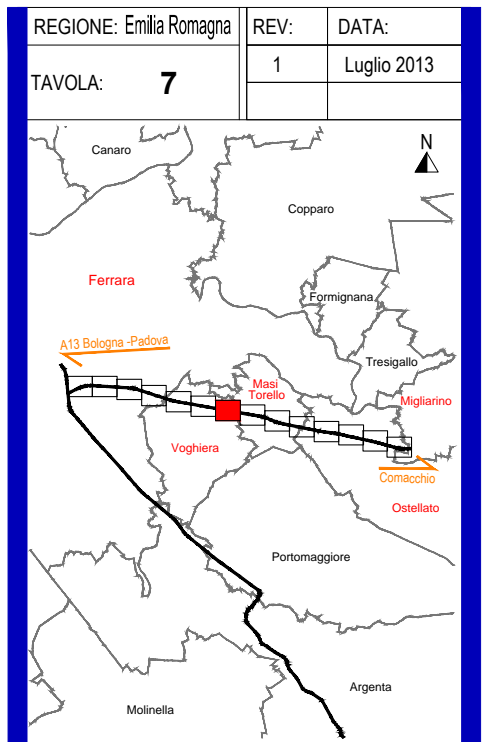 REGIONE: Emilia Romagna
REV:
DATA:
TAVOLA: 7
1
Luglio 2013
Canaro
N
Copparo
Ferrara
Formignana
A13 Bologna -Padova
Tresigallo
Masi
Torello
Migliarino
Voghiera
Comacchio
Ostellato
Portomaggiore
Argenta
Molinella